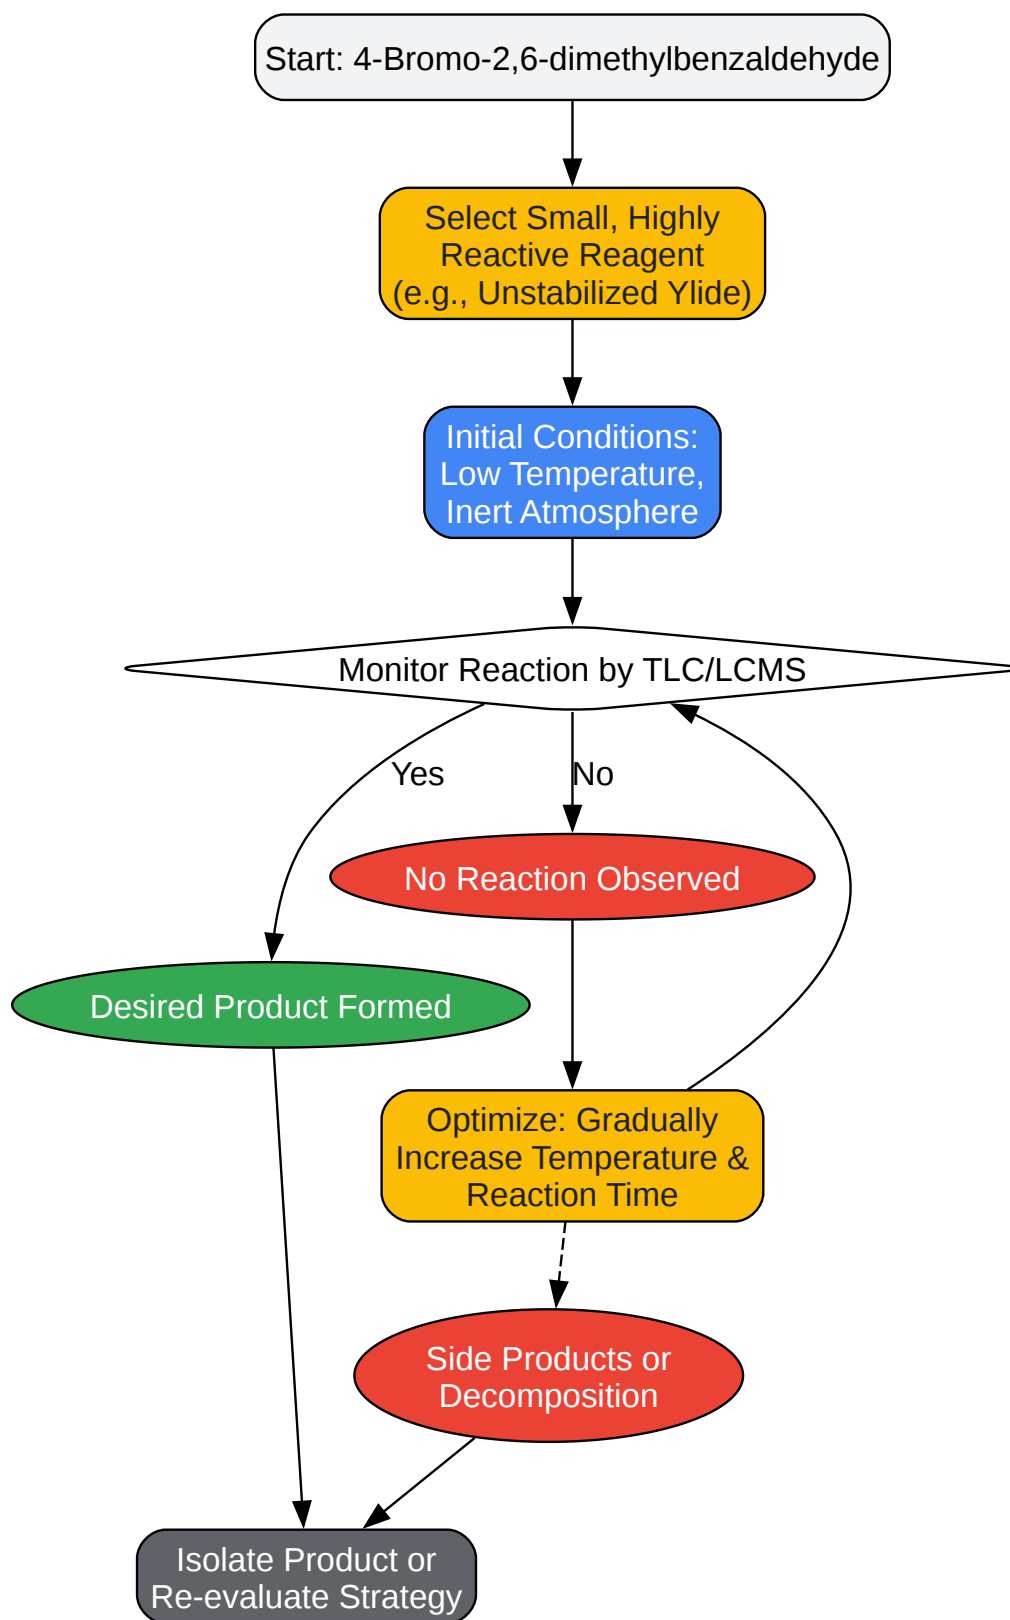 Start: 4-Bromo-2,6-dimethylbenzaldehyde
Select Small, Highly
Reactive Reagent
(e.g., Unstabilized Ylide)
Initial Conditions:
Low Temperature,
Inert Atmosphere
Monitor Reaction by TLC/LCMS
Yes
No
No Reaction Observed
Desired Product Formed
Optimize: Gradually
Increase Temperature &
Reaction Time
Side Products or
Decomposition
Isolate Product or
Re-evaluate Strategy